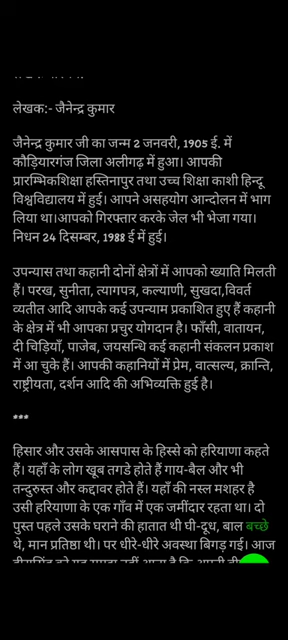 लेखक:- जैनेन्द्र कुमार
जैनेन्द्र कुमार जी का जन्म 2 जनवरी, 1905 ई. में
कौड़ियारगंज जिला अलीगढ़ में हुआ। आपकी
प्रारम्भिकशिक्षा हस्तिनापुर तथा उच्च शिक्षा काशी हिन्दू
विश्वविद्यालय में हुई। आपने असहयोग आन्दोलन में भाग
लिया था।आपको गिरफ्तार करके जेल भी भेजा गया।
निधन 24 दिसम्बर, 1988 ई में हुई।
उपन्यास तथा कहानी दोनों क्षेत्रों में आपको ख्याति मिलती
हैं। परख, सुनीता, त्यागपत्र, कल्याणी, सुखदा,विवर्त
व्यतीत आदि आपके कई उपण्याम प्रकाशित हुए हैं कहानी
के क्षेत्र में भी आपका प्रचुर योगदान है। फाँसी, वातायन,
दी चिड़ियाँ, पाजेब, जयसन्धि कई कहानी संकलन प्रकाश
में आ चुके हैं। आपकी कहानियों में प्रेम, वात्सल्य, क्रान्ति,
राष्ट्रीयता, दर्शन आदि की अभिव्यक्ति हुई है।
***
हिसार और उसके आसपास के हिस्से को हरियाणा कहते
हैं। यहाँ के लोग खूब तगडे होते हैं गाय-बैल और भी
तन्दुरुस्त और कद्दावर होते हैं। यहाँ की नस्ल मशहर है
उसी हरियाणा के एक गाँव में एक जमींदार रहता था। दो
पुस्त पहले उसके घराने की हातात थी घी-दूध, बाल बच्छे
थे, मान प्रतिष्ठा थी। पर धीरे-धीरे अवस्था बिगड़ गई। आज